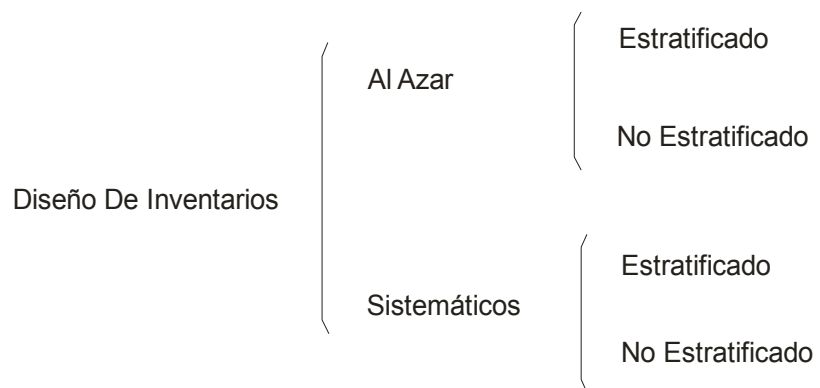 Diseño De Inventarios
Al Azar
Estratificado
No Estratificado
Sistemáticos
Estratificado
No Estratificado